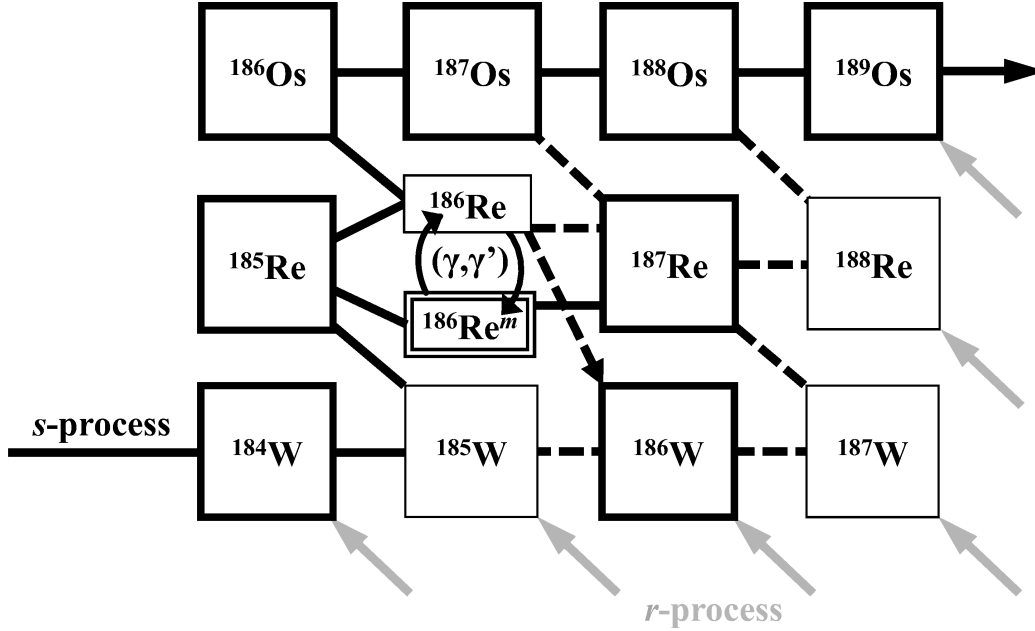 ¹⁸⁶Os ¹⁸⁷Os ¹⁸⁸Os ¹⁸⁹Os
¹⁸⁶Re
¹⁸⁵Re (γ,γ’) ¹⁸⁷Re ¹⁸⁸Re
¹⁸⁶Reᵐ
s-process
¹⁸⁴W ¹⁸⁵W ¹⁸⁶W ¹⁸⁷W
r-process